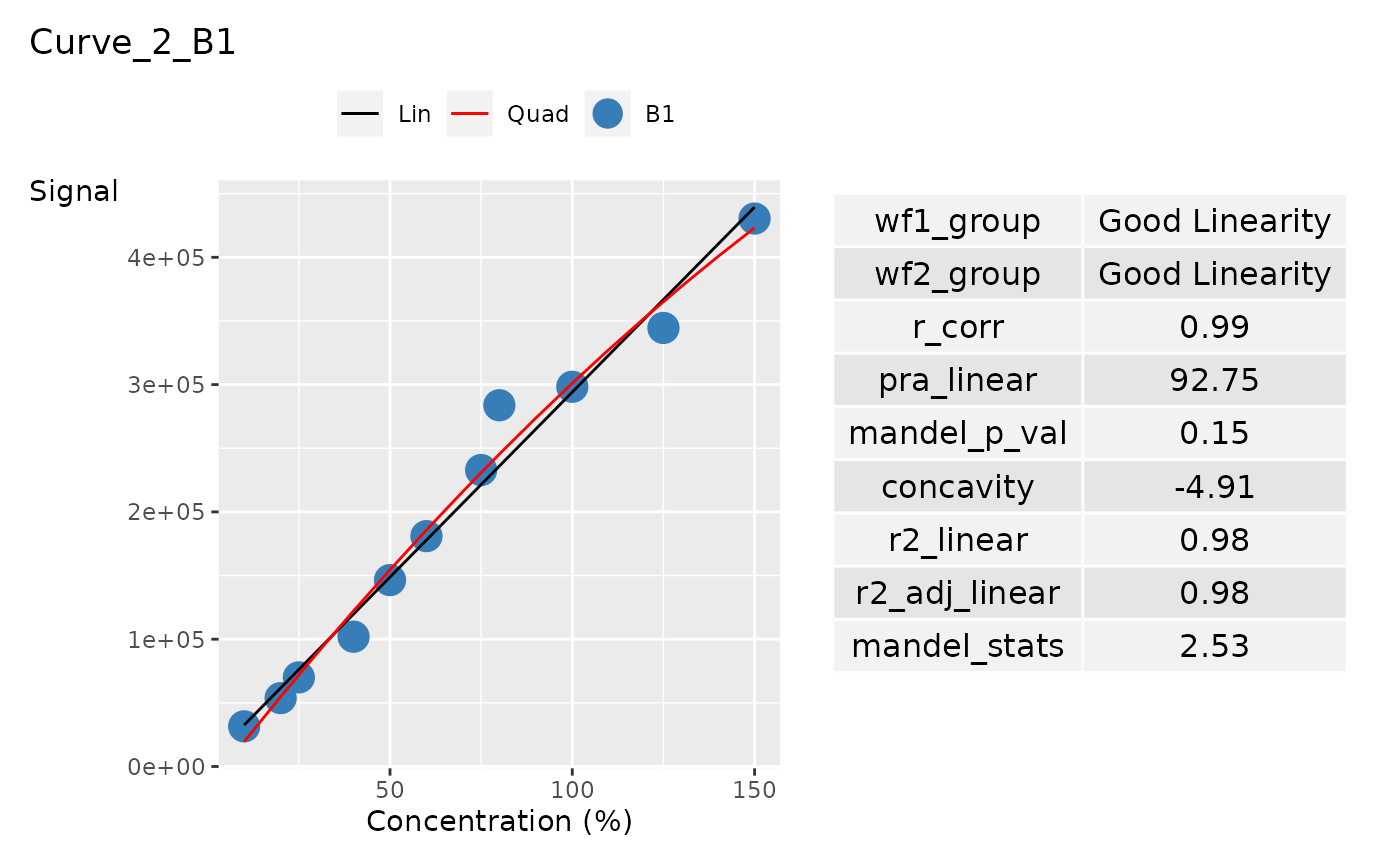 Curve_2_B1
Lin Quad B1
Signal
4e+05
3e+05
2e+05
1e+05
0e+00
50 100 150
Concentration (%)
wf1_group Good Linearity
wf2_group Good Linearity
r_corr 0.99
pra_linear 92.75
mandel_p_val 0.15
concavity -4.91
r2_linear 0.98
r2_adj_linear 0.98
mandel_stats 2.53